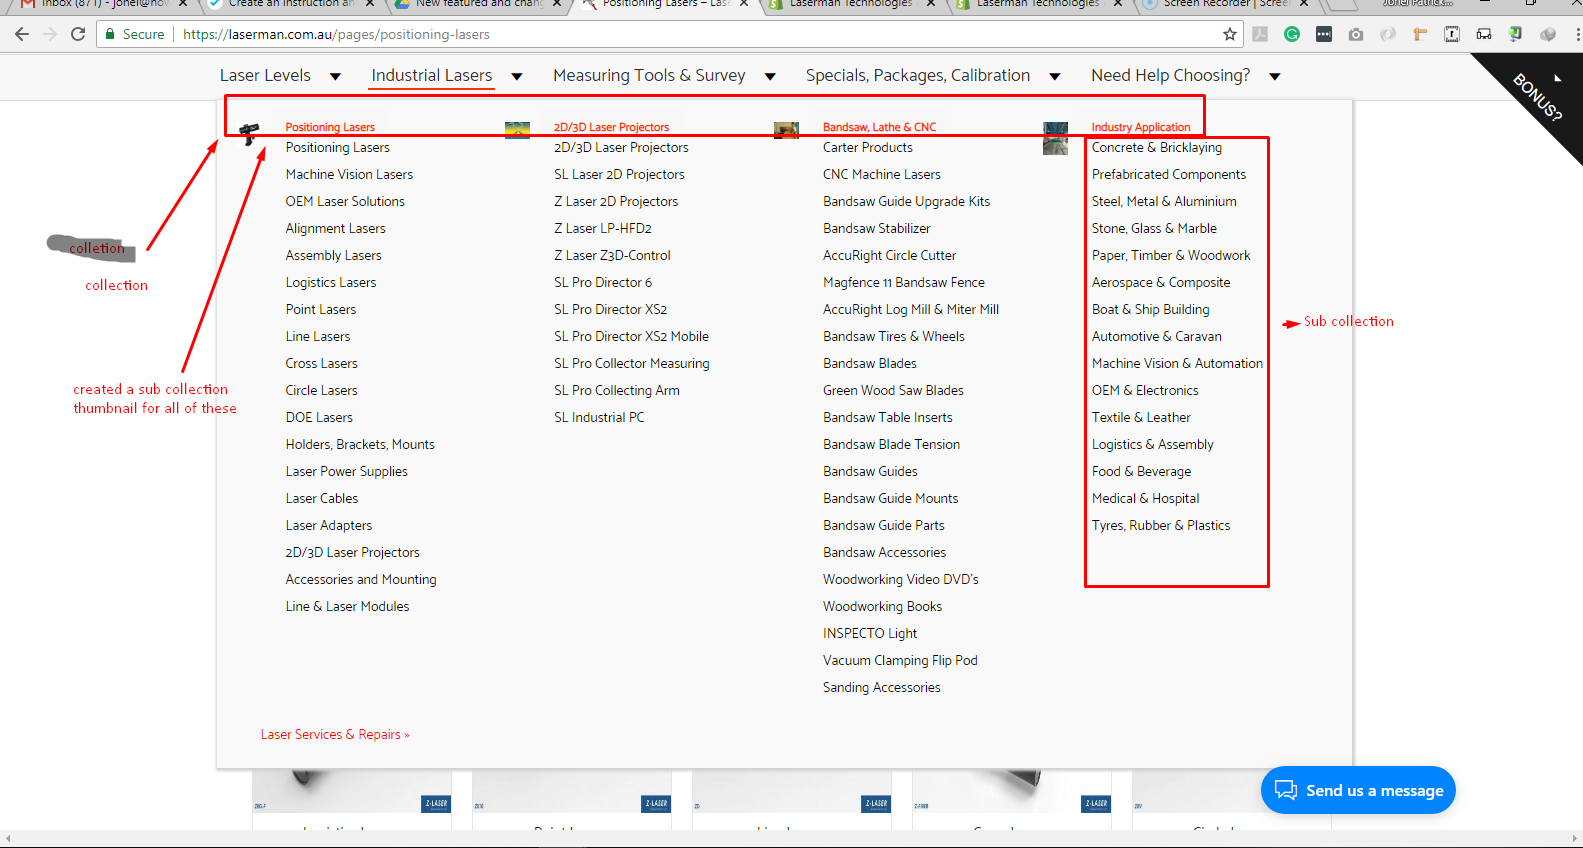 Inbox (871) - jonel@nov
Create an instruction an
New featured and chang
Positioning Lasers – Lase
Laserman Technologies
Laserman Technologies
Screen Recorder | Scree
Secure https://laserman.com.au/pages/positioning-lasers
Laser Levels Industrial Lasers Measuring Tools & Survey Specials, Packages, Calibration Need Help Choosing?
BONUS?
Positioning Lasers
Positioning Lasers
Machine Vision Lasers
OEM Laser Solutions
Alignment Lasers
Assembly Lasers
Logistics Lasers
Point Lasers
Line Lasers
Cross Lasers
Circle Lasers
DOE Lasers
Holders, Brackets, Mounts
Laser Power Supplies
Laser Cables
Laser Adapters
2D/3D Laser Projectors
Accessories and Mounting
Line & Laser Modules
2D/3D Laser Projectors
2D/3D Laser Projectors
SL Laser 2D Projectors
Z Laser 2D Projectors
Z Laser LP-HFD2
Z Laser Z3D-Control
SL Pro Director 6
SL Pro Director XS2
SL Pro Director XS2 Mobile
SL Pro Collector Measuring
SL Pro Collecting Arm
SL Industrial PC
Bandsaw, Lathe & CNC
Carter Products
CNC Machine Lasers
Bandsaw Guide Upgrade Kits
Bandsaw Stabilizer
AccuRight Circle Cutter
Magfence 11 Bandsaw Fence
AccuRight Log Mill & Miter Mill
Bandsaw Tires & Wheels
Bandsaw Blades
Green Wood Saw Blades
Bandsaw Table Inserts
Bandsaw Blade Tension
Bandsaw Guides
Bandsaw Guide Mounts
Bandsaw Guide Parts
Bandsaw Accessories
Woodworking Video DVD's
Woodworking Books
INSPECTO Light
Vacuum Clamping Flip Pod
Sanding Accessories
Industry Application
Concrete & Bricklaying
Prefabricated Components
Steel, Metal & Aluminium
Stone, Glass & Marble
Paper, Timber & Woodwork
Aerospace & Composite
Boat & Ship Building
Automotive & Caravan
Machine Vision & Automation
OEM & Electronics
Textile & Leather
Logistics & Assembly
Food & Beverage
Medical & Hospital
Tyres, Rubber & Plastics
colletion
collection
created a sub collection
thumbnail for all of these
Sub collection
Laser Services & Repairs »
Z-LASER
Z-LASER
Z-LASER
Z-LASER
Send us a message